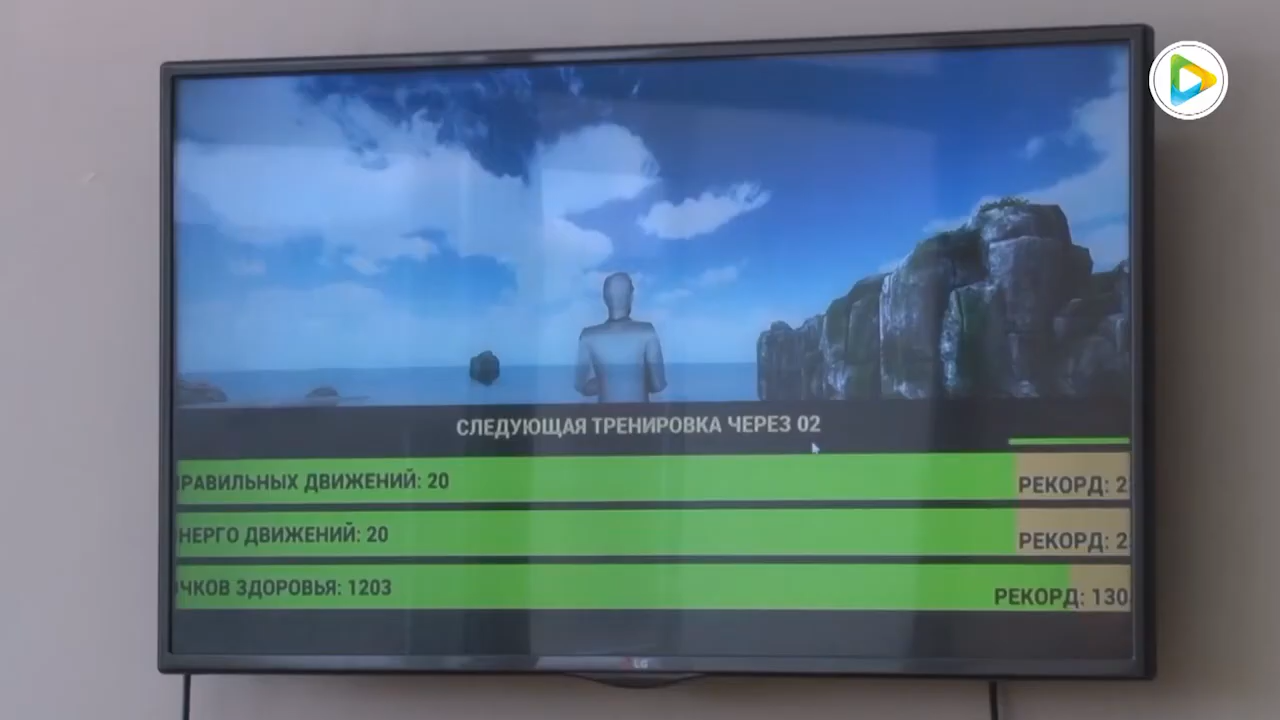 СЛЕДУЮЩАЯ ТРЕНИРОВКА ЧЕРЕЗ 02
РАВИЛЬНЫХ ДВИЖЕНИЙ: 20
РЕКОРД: 2
НЕРГО ДВИЖЕНИЙ: 20
РЕКОРД: 2
ЧКОВ ЗДОРОВЬЯ: 1203
РЕКОРД: 130
LG